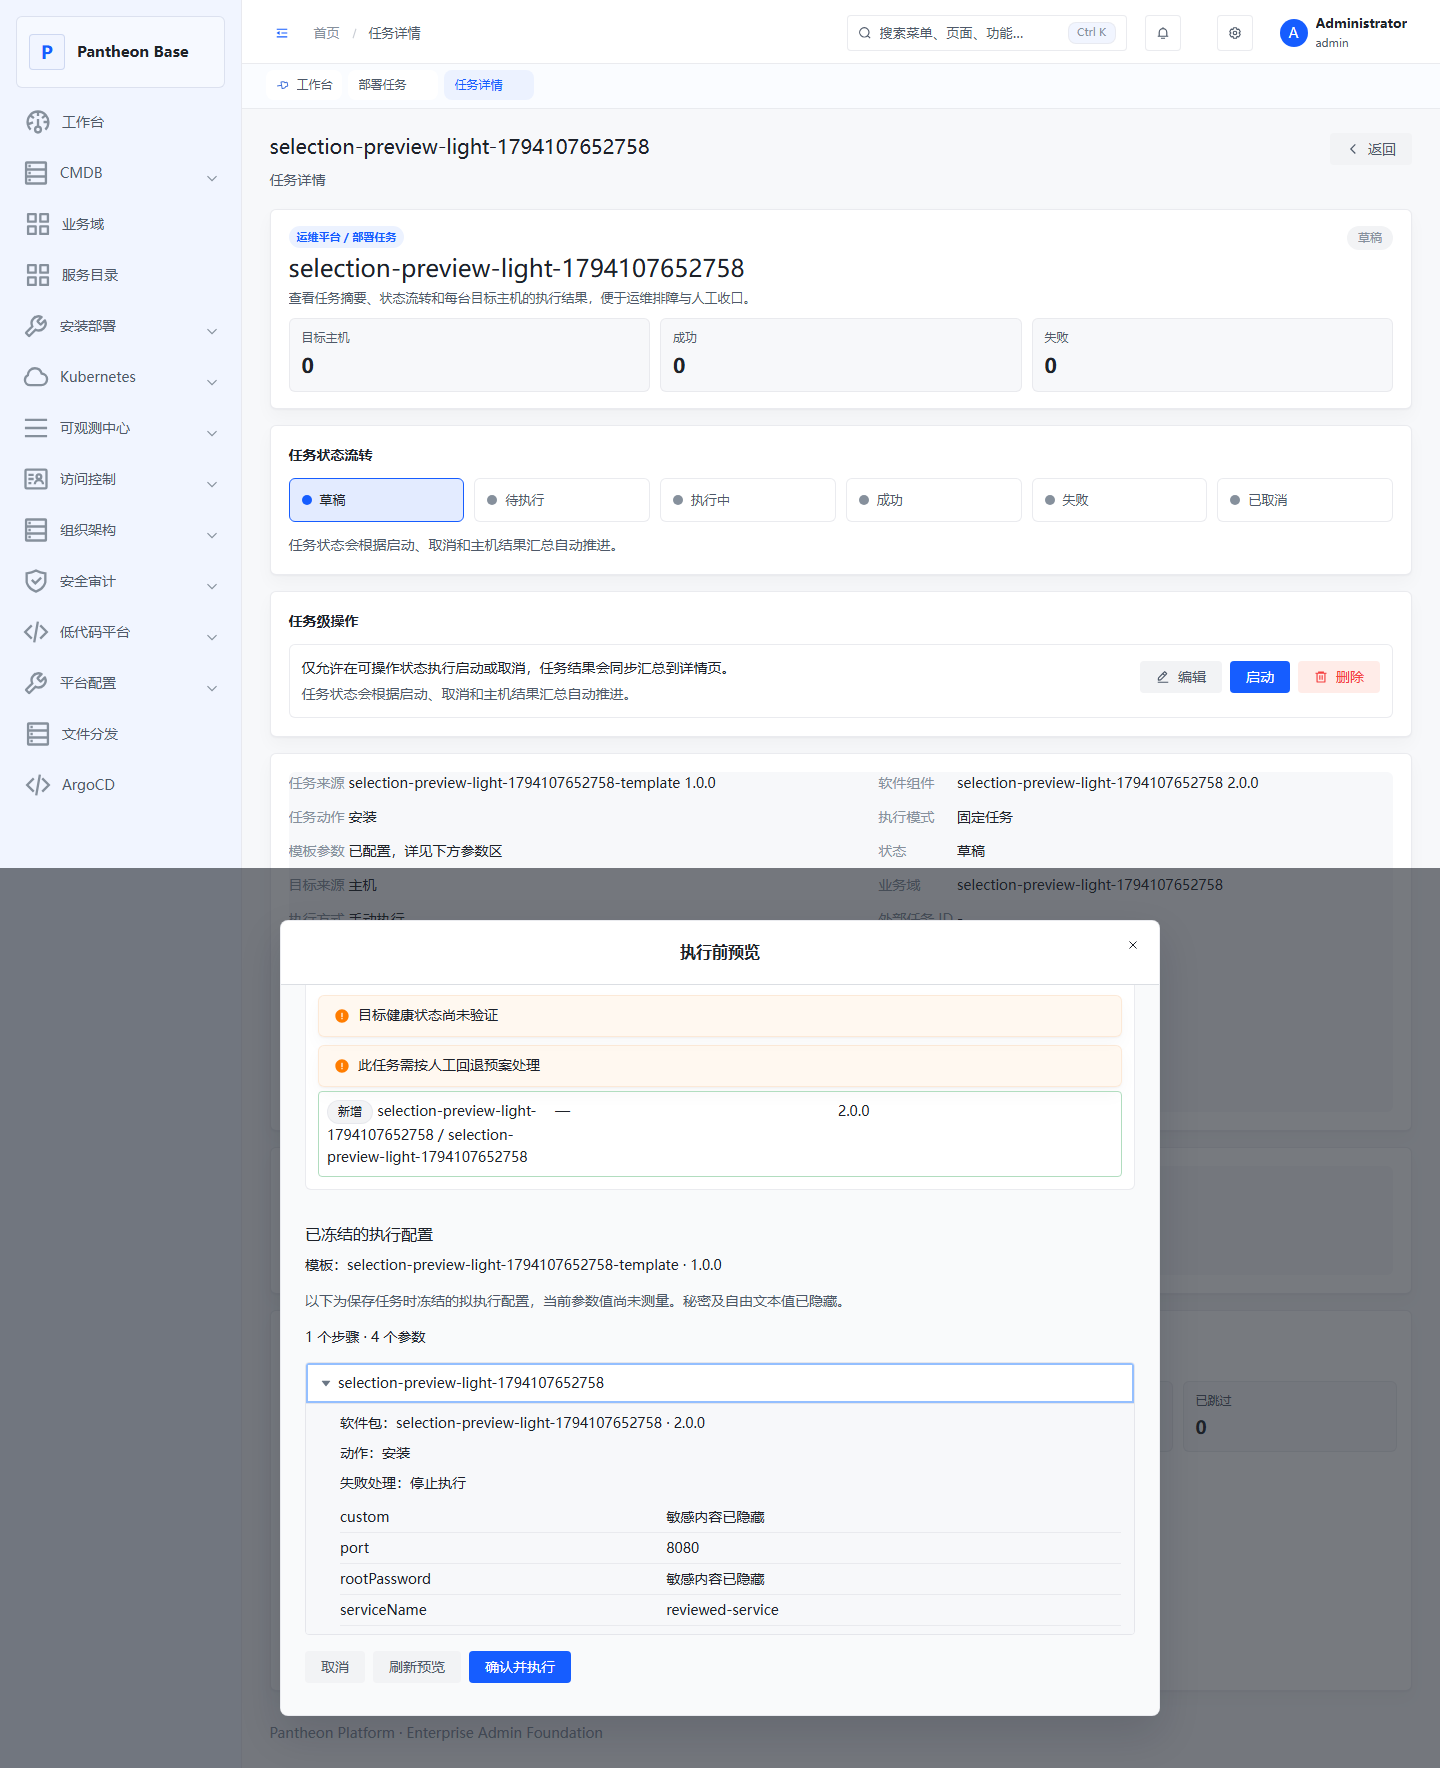 P
Pantheon Base
工作台
CMDB
业务域
服务目录
安装部署
Kubernetes
可观测中心
访问控制
组织架构
安全审计
低代码平台
平台配置
文件分发
ArgoCD
首页 / 任务详情
搜索菜单、页面、功能...
Ctrl K
A
Administrator
admin
工作台
部署任务
任务详情
selection-preview-light-1794107652758
任务详情
返回
运维平台 / 部署任务
草稿
selection-preview-light-1794107652758
查看任务摘要、状态流转和每台目标主机的执行结果，便于运维排障与人工收口。
目标主机
0
成功
0
失败
0
任务状态流转
草稿
待执行
执行中
成功
失败
已取消
任务状态会根据启动、取消和主机结果汇总自动推进。
任务级操作
仅允许在可操作状态执行启动或取消，任务结果会同步汇总到详情页。
任务状态会根据启动、取消和主机结果汇总自动推进。
编辑
启动
删除
任务来源 selection-preview-light-1794107652758-template 1.0.0
软件组件 selection-preview-light-1794107652758 2.0.0
任务动作 安装
执行模式 固定任务
模板参数 已配置，详见下方参数区
状态 草稿
目标来源 主机
业务域 selection-preview-light-1794107652758
执行方式 手动执行
外部任务 ID -
执行前预览
目标健康状态尚未验证
此任务需按人工回退预案处理
新增 selection-preview-light- — 2.0.0
1794107652758 / selection-
preview-light-1794107652758
已冻结的执行配置
模板：selection-preview-light-1794107652758-template · 1.0.0
以下为保存任务时冻结的拟执行配置，当前参数值尚未测量。秘密及自由文本值已隐藏。
1 个步骤 · 4 个参数
selection-preview-light-1794107652758
软件包：selection-preview-light-1794107652758 · 2.0.0
动作：安装
失败处理：停止执行
custom 敏感内容已隐藏
port 8080
rootPassword 敏感内容已隐藏
serviceName reviewed-service
取消
刷新预览
确认并执行
已跳过
0
Pantheon Platform · Enterprise Admin Foundation